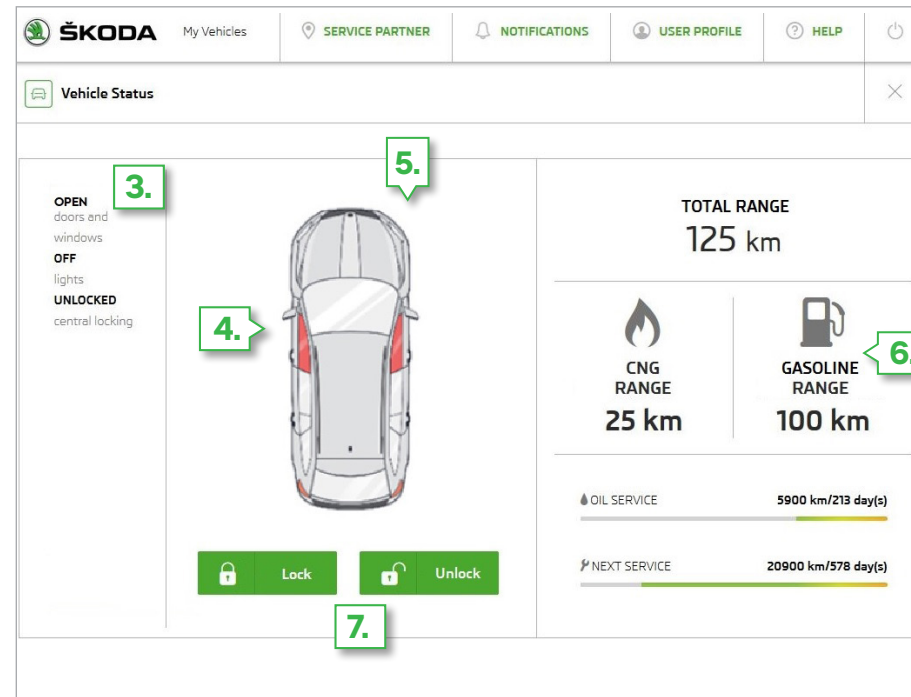 ŠKODA My Vehicles SERVICE PARTNER NOTIFICATIONS USER PROFILE ? HELP
Vehicle Status
3.
OPEN
doors and
windows
OFF
lights
UNLOCKED
central locking
5.
4.
Lock
Unlock
7.
TOTAL RANGE
125 km
CNG
RANGE
25 km
GASOLINE
RANGE
100 km
6.
OIL SERVICE 5900 km/213 day(s)
NEXT SERVICE 20900 km/578 day(s)